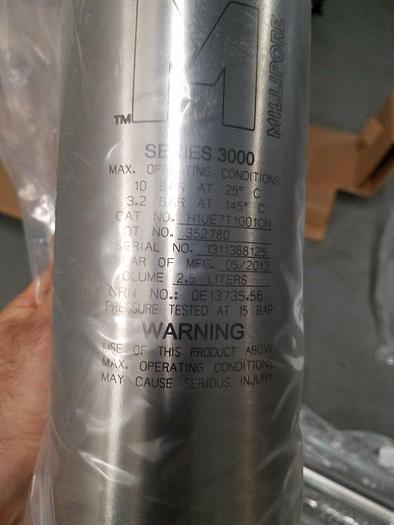 M
TM
MILLIPORE
SERIES 3000
MAX. OPERATING CONDITIONS
10 BAR AT 25° C
3.2 BAR AT 145° C
CAT NO. H1UE7T1G01CN
LOT NO. 352780
SERIAL NO. 1311368125
YEAR OF MFG. 05/2013
VOLUME 2.5 LITERS
CRN NO.: 0E13735.56
PRESSURE TESTED AT 15 BAR
WARNING
USE OF THIS PRODUCT ABOVE
MAX. OPERATING CONDITIONS
MAY CAUSE SERIOUS INJURY